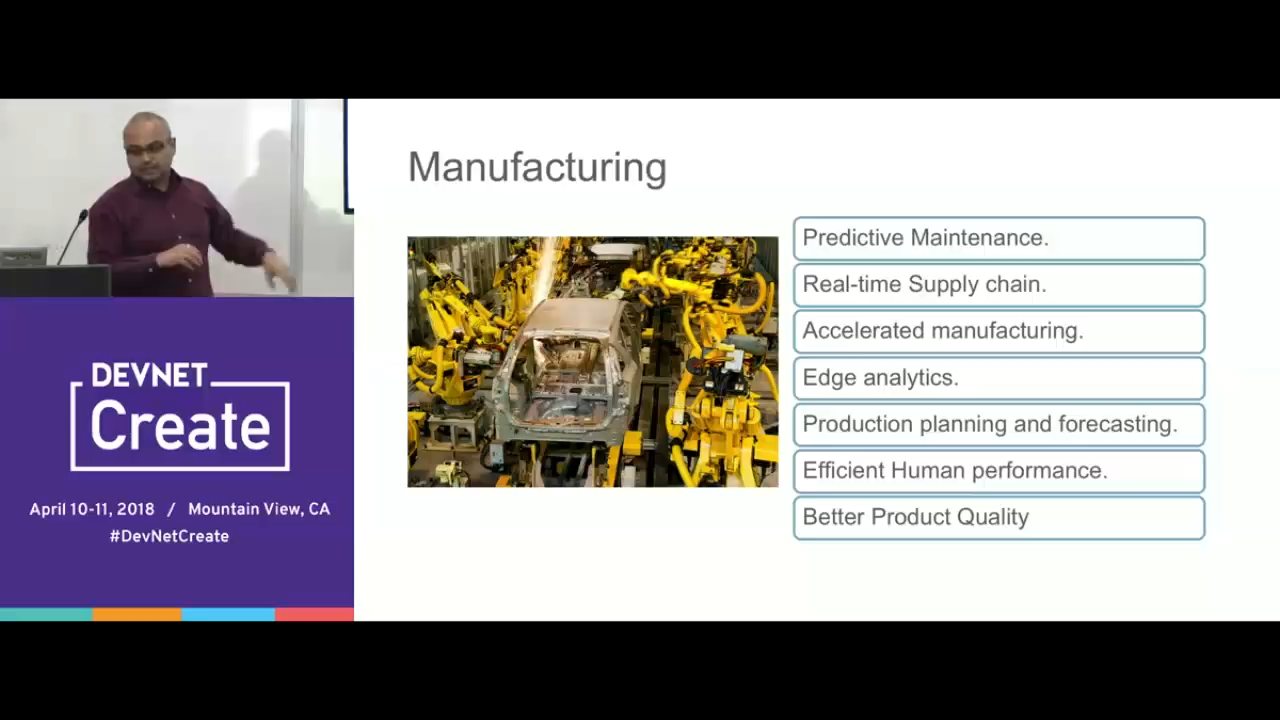 Manufacturing
Predictive Maintenance.
Real-time Supply chain.
Accelerated manufacturing.
Edge analytics.
Production planning and forecasting.
Efficient Human performance.
Better Product Quality
DEVNET
Create
April 10-11, 2018 / Mountain View, CA
#DevNetCreate